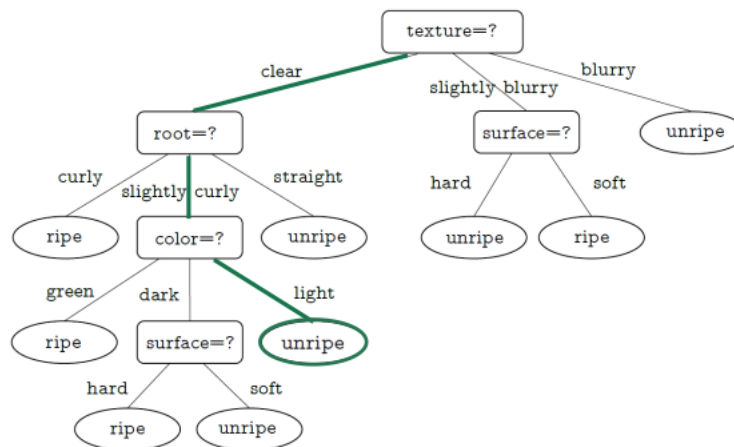 texture=?
clear
slightly blurry
blurry
root=?
surface=?
unripe
curly
slightly curly
straight
hard
soft
ripe
color=?
unripe
unripe
ripe
green
dark
light
ripe
surface=?
unripe
hard
soft
ripe
unripe